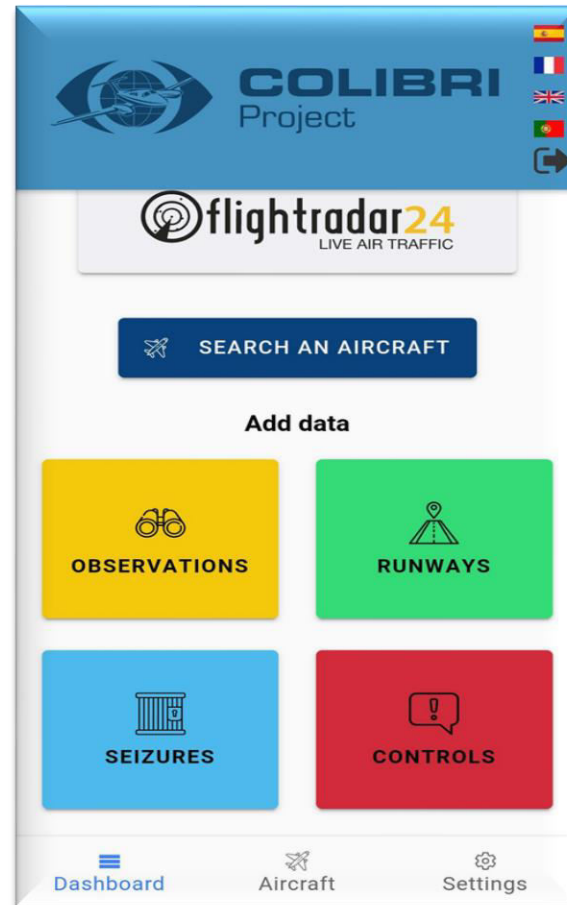 COLIBRI
Project
flightradar24
LIVE AIR TRAFFIC
SEARCH AN AIRCRAFT
Add data
OBSERVATIONS
RUNWAYS
SEIZURES
CONTROLS
Dashboard
Aircraft
Settings